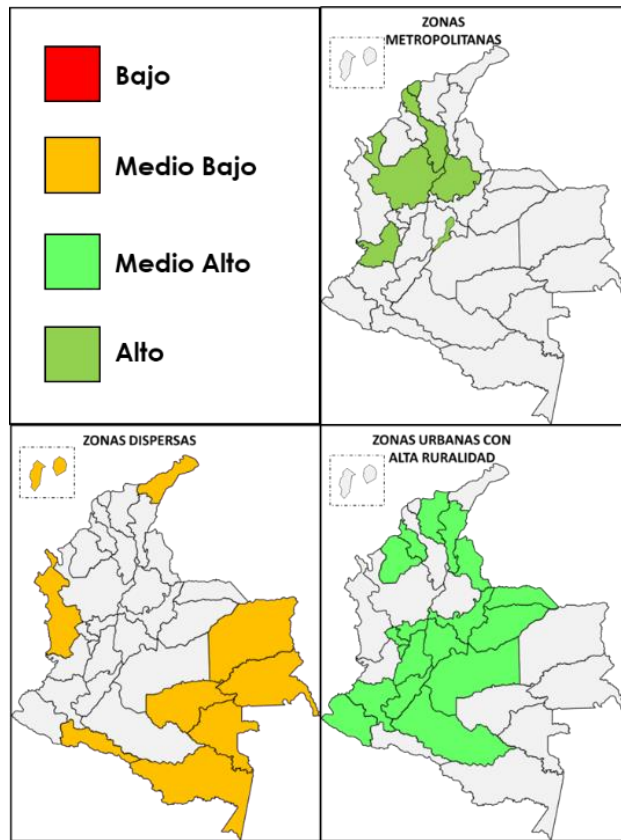 Bajo
Medio Bajo
Medio Alto
Alto
ZONAS
METROPOLITANAS
ZONAS DISPERSAS
ZONAS URBANAS CON
ALTA RURALIDAD